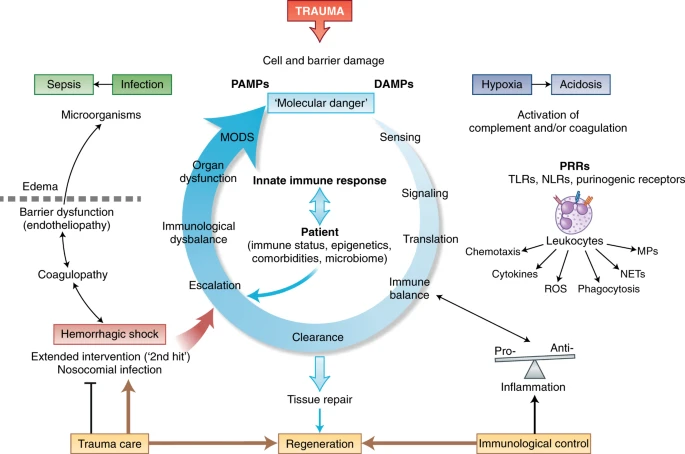 TRAUMA
Cell and barrier damage
PAMPs
DAMPs
'Molecular danger'
Sepsis
Infection
Hypoxia
Acidosis
Microorganisms
Activation of
complement and/or coagulation
MODS
Sensing
Organ
dysfunction
Innate immune response
Signaling
PRRs
TLRs, NLRs, purinogenic receptors
Edema
Barrier dysfunction
(endotheliopathy)
Immunological
dysbalance
Patient
(immune status, epigenetics,
comorbidities, microbiome)
Translation
Leukocytes
Chemotaxis
MPs
Cytokines
NETs
ROS
Phagocytosis
Coagulopathy
Escalation
Immune
balance
Hemorrhagic shock
Clearance
Extended intervention ('2nd hit')
Nosocomial infection
Pro-
Anti-
Inflammation
Tissue repair
Trauma care
Regeneration
Immunological control